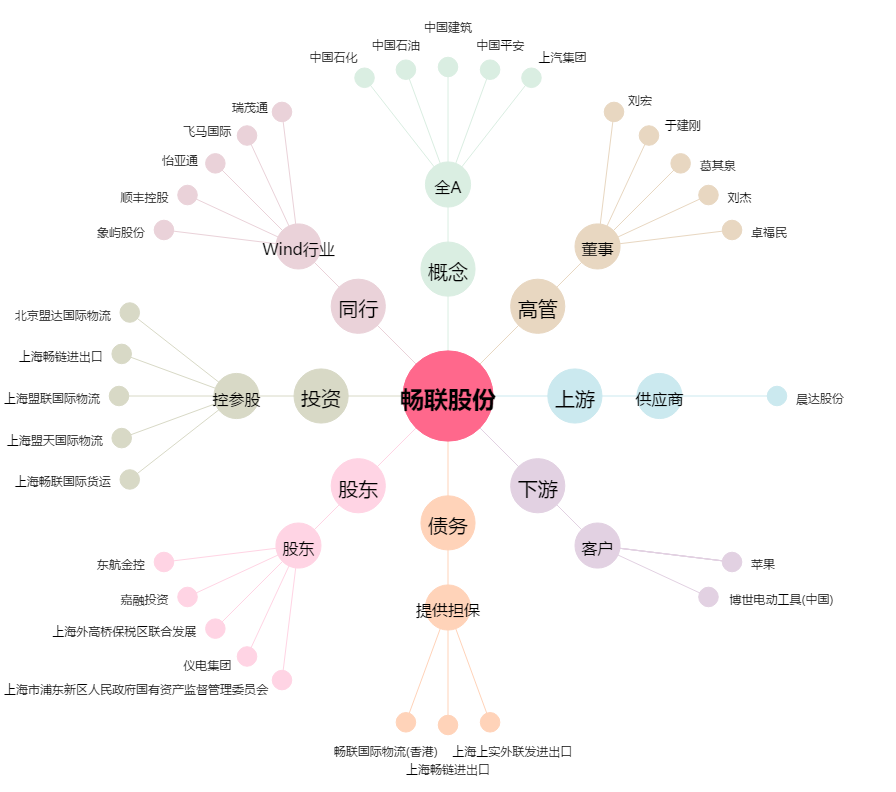 中国建筑
中国石油
中国平安
中国石化
上汽集团
瑞茂通
刘宏
飞马国际
于建刚
怡亚通
葛其泉
全A
顺丰控股
刘杰
象屿股份
卓福民
Wind行业
董事
概念
同行
高管
北京盟达国际物流
上海畅链进出口
上海盟联国际物流
控参股
投资
畅联股份
上游
供应商
晨达股份
上海盟天国际物流
上海畅联国际货运
股东
下游
债务
股东
客户
东航金控
苹果
嘉融投资
博世电动工具(中国)
提供担保
上海外高桥保税区联合发展
仪电集团
上海市浦东新区人民政府国有资产监督管理委员会
畅联国际物流(香港)
上海上实外联发进出口
上海畅链进出口